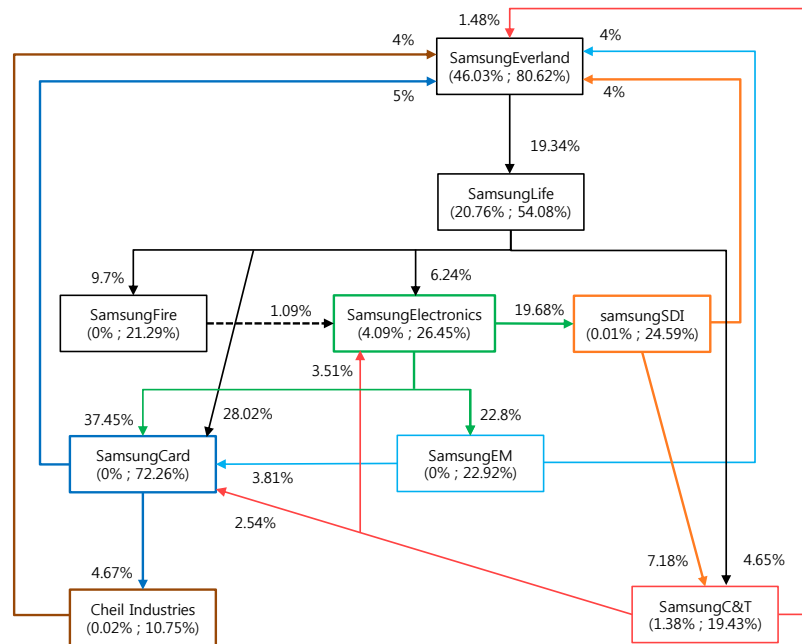 1.48%
4%
SamsungEverland
(46.03% ; 80.62%)
4%
5%
4%
19.34%
SamsungLife
(20.76% ; 54.08%)
9.7%
6.24%
SamsungFire
(0% ; 21.29%)
1.09%
SamsungElectronics
(4.09% ; 26.45%)
19.68%
samsungSDI
(0.01% ; 24.59%)
3.51%
37.45%
28.02%
22.8%
SamsungCard
(0% ; 72.26%)
3.81%
SamsungEM
(0% ; 22.92%)
2.54%
4.67%
7.18%
4.65%
Cheil Industries
(0.02% ; 10.75%)
SamsungC&T
(1.38% ; 19.43%)